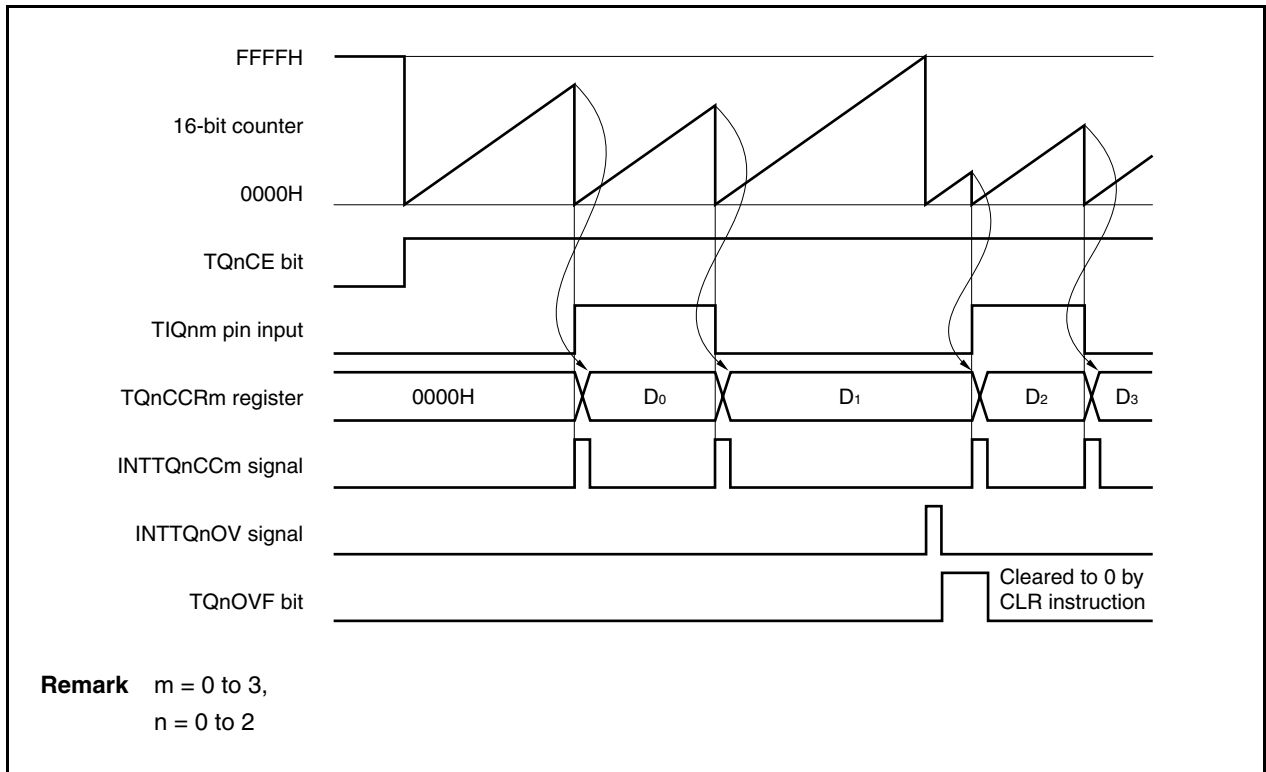 FFFFH
16-bit counter
0000H
TQnCE bit
TIQnm pin input
TQnCCRm register
0000H
D0
D1
D2
D3
INTTQnCCm signal
INTTQnOV signal
TQnOVF bit
Cleared to 0 by
CLR instruction
Remark m = 0 to 3,
n = 0 to 2